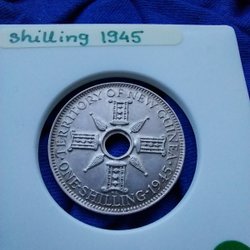 shilling 1945
TERRITORY OF NEW GUINEA
ONE SHILLING 1945